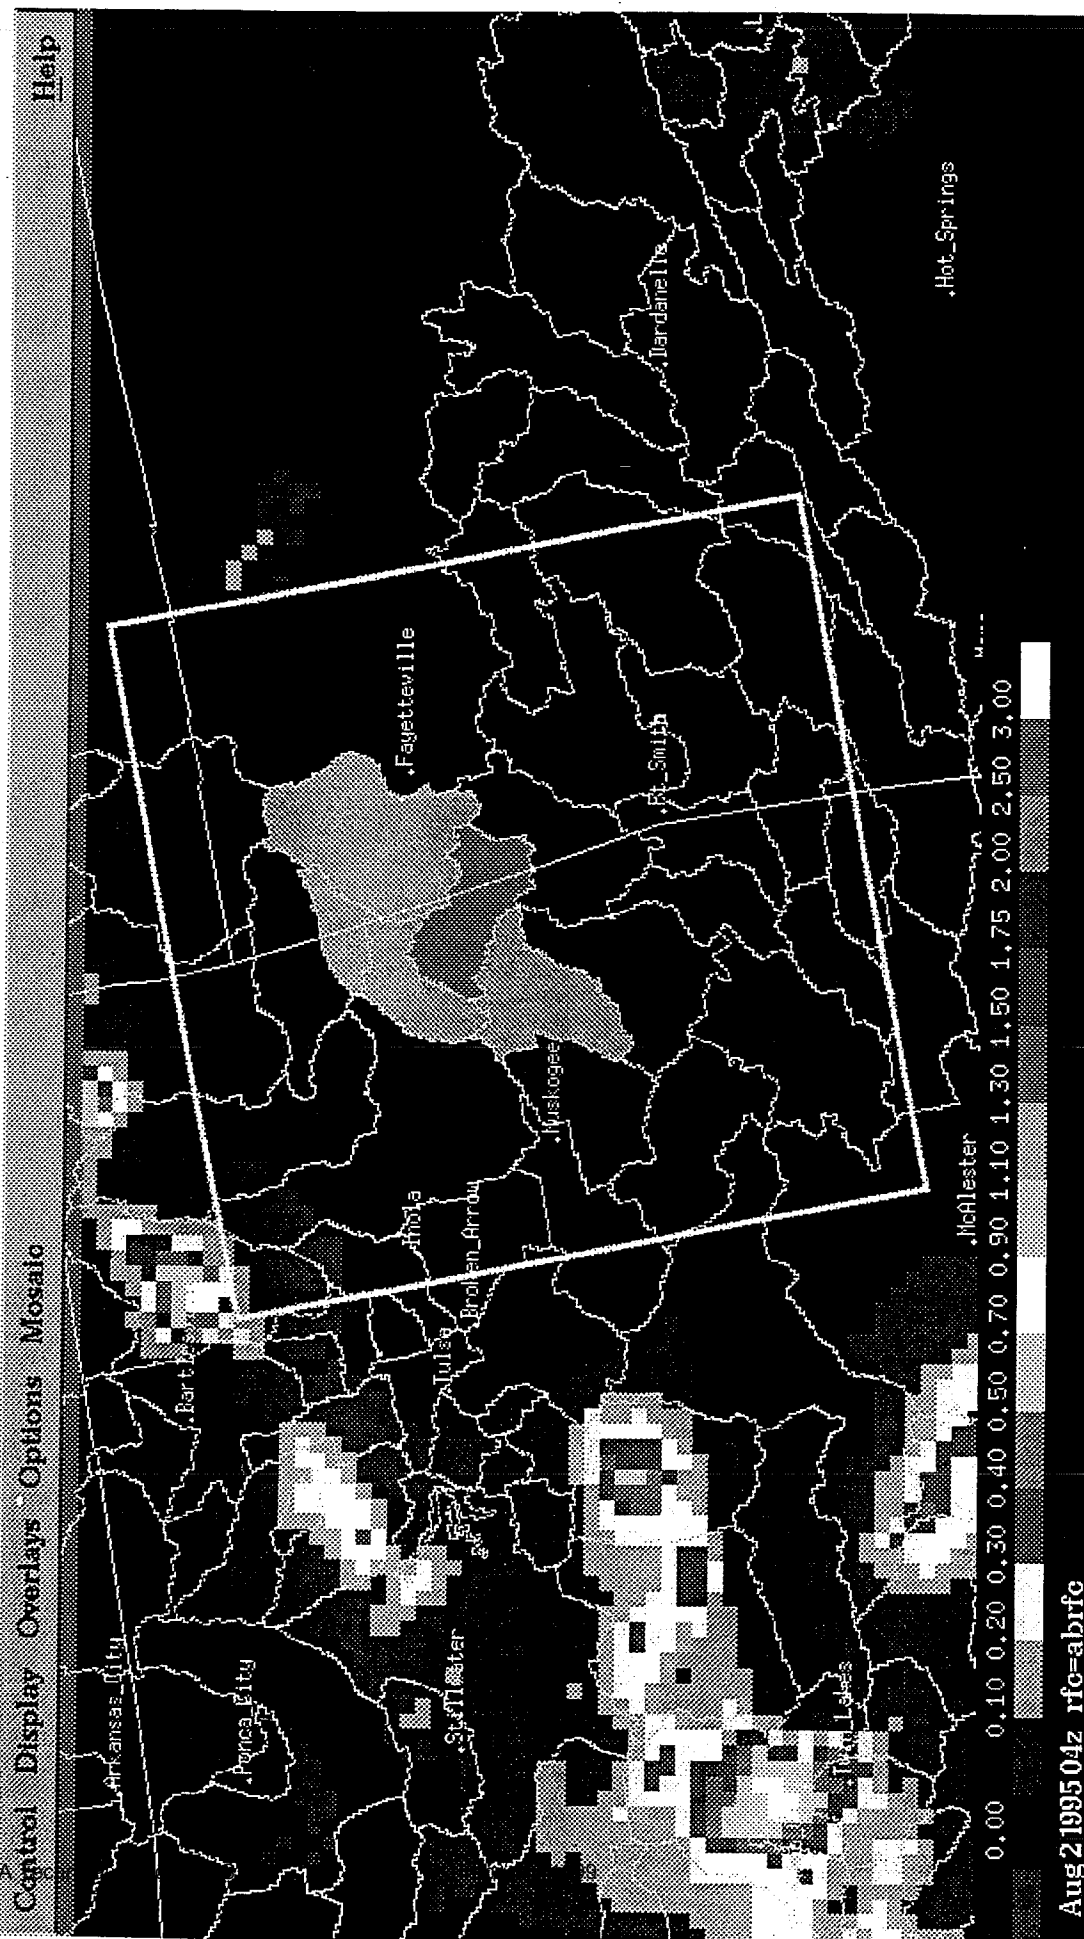 Control Display Overlays Options Mosaic Help
.Arkansas_City
.Ponca_City
.Stillwater
.Tulsa
.Inola
.Broken_Arrow
.Muskogee
.McAlester
.Fayetteville
.Ft_Smith
.Dardanelle
.Hot_Springs
0.00 0.10 0.20 0.30 0.40 0.50 0.70 0.90 1.10 1.30 1.50 1.75 2.00 2.50 3.00
Aug 2 1995 04z rfc=abrfc